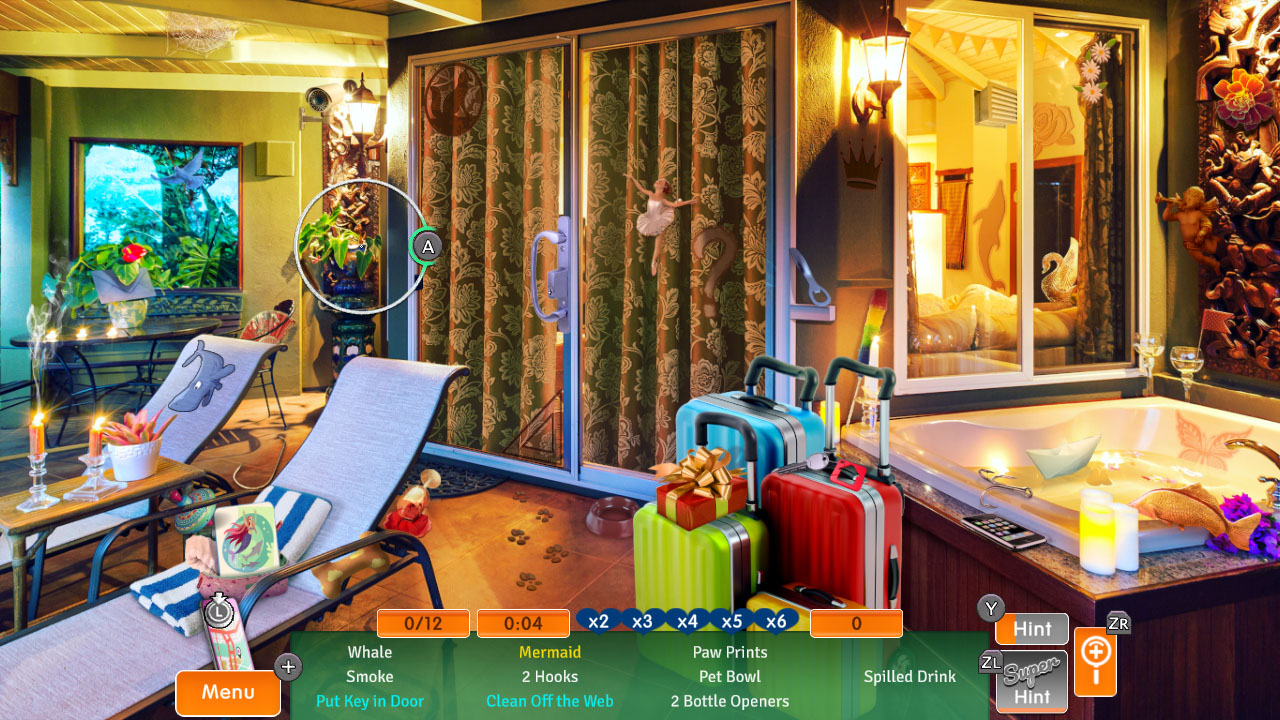 A
0/12
0:04
x2 x3 x4 x5 x6
0
Y
Hint
ZR
ZL
Super
Hint
L
+
Menu
Whale
Mermaid
Paw Prints
Smoke
2 Hooks
Pet Bowl
Spilled Drink
Put Key in Door
Clean Off the Web
2 Bottle Openers